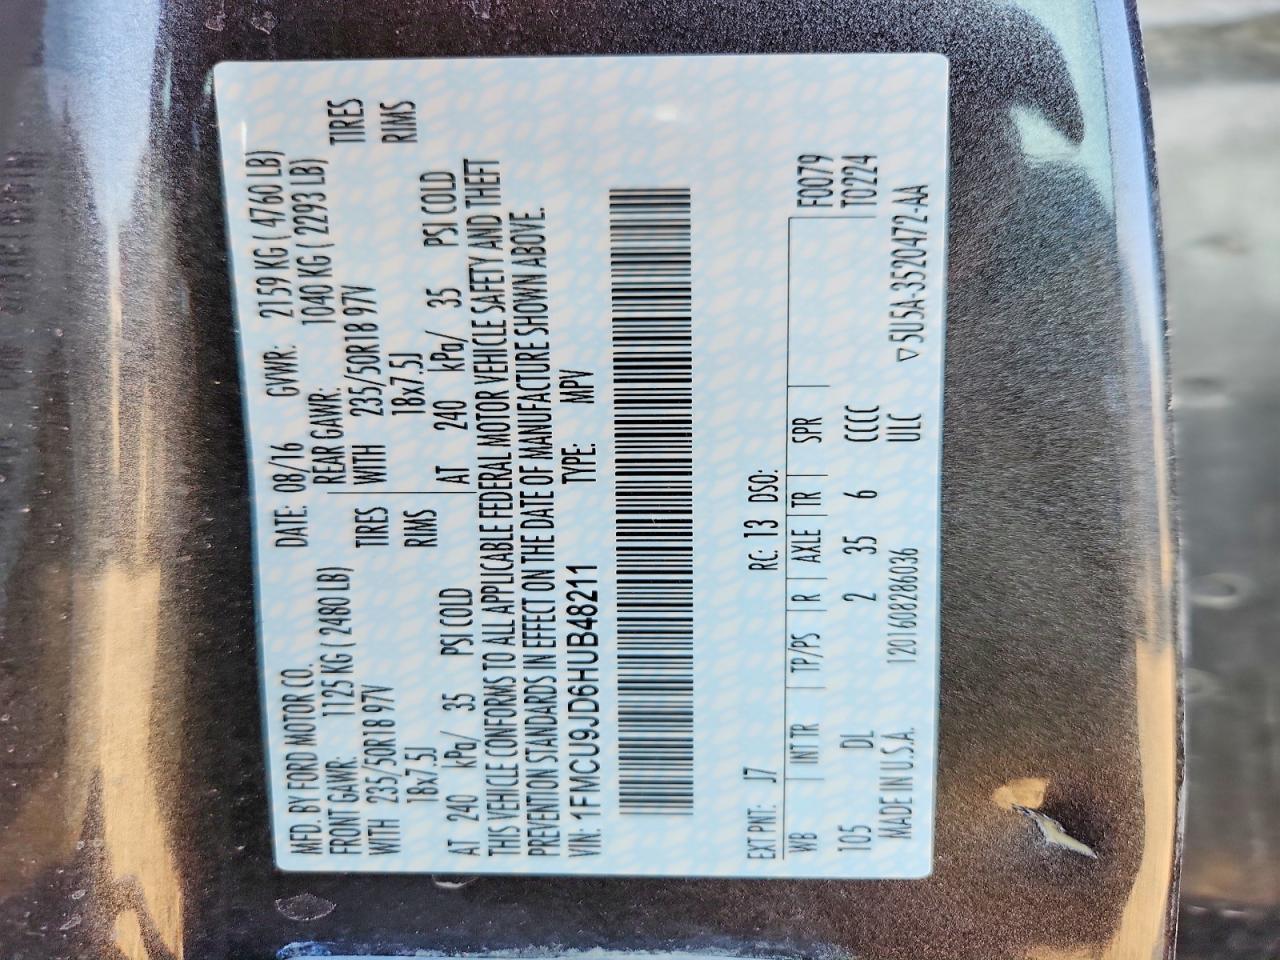 MFD. BY FORD MOTOR CO. DATE: 08/16 GVWR: 2159 KG ( 4760 LB)
FRONT GAWR: 1125 KG ( 2480 LB) REAR GAWR: 1040 KG ( 2293 LB)
WITH 235/50R18 97V TIRES WITH 235/50R18 97V TIRES
18x7.5J RIMS 18x7.5J RIMS
AT 240 kPa/ 35 PSI COLD AT 240 kPa/ 35 PSI COLD
THIS VEHICLE CONFORMS TO ALL APPLICABLE FEDERAL MOTOR VEHICLE SAFETY AND THEFT
PREVENTION STANDARDS IN EFFECT ON THE DATE OF MANUFACTURE SHOWN ABOVE.
VIN: 1FMCU9JD6HUB48211 TYPE: MPV
EXT PNT: J7 RC: 13 DSO: F0079
WB INT TR TP/PS R AXLE TR SPR T0224
105 DL 2 35 6 CCCC
MADE IN U.S.A. 1201608286036 ULC ▽5U5A-3520472-AA